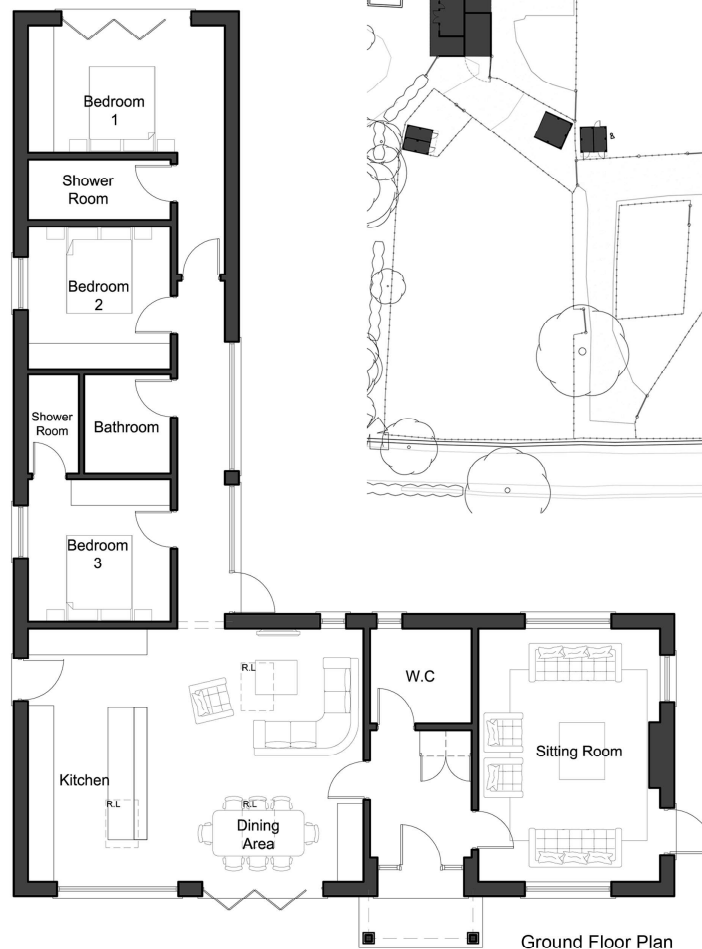 Bedroom
1
Shower
Room
Bedroom
2
Shower
Room
Bathroom
Bedroom
3
R.L
W.C
Kitchen
R.L
R.L
Dining
Area
Sitting Room
Ground Floor Plan
&